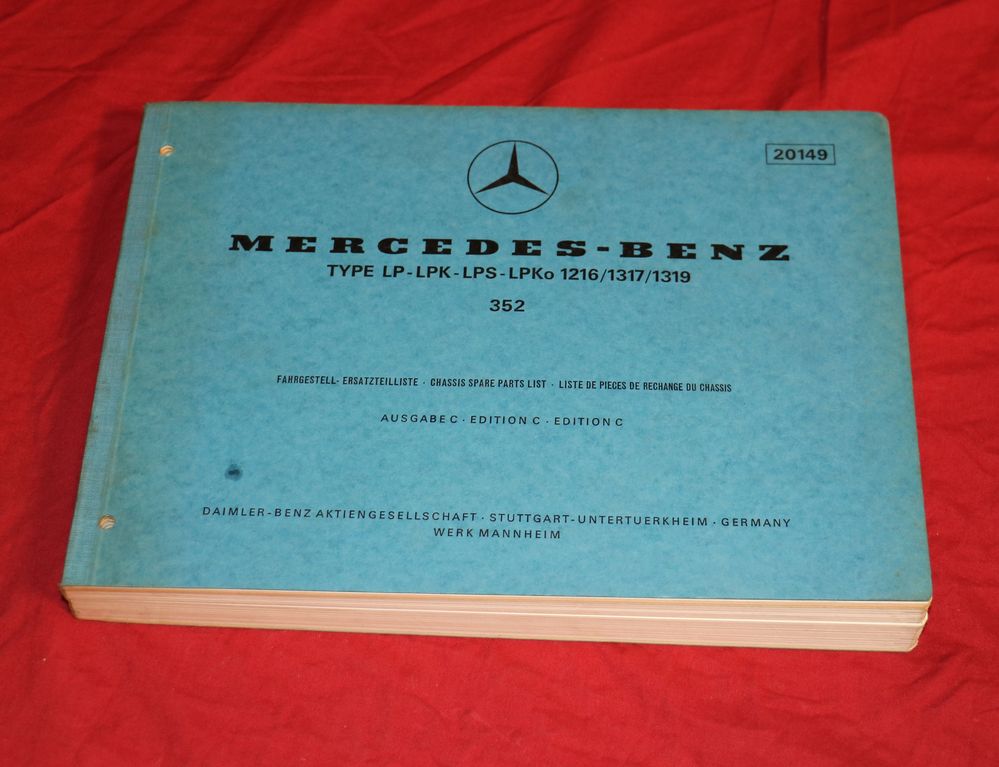 20149
MERCEDES-BENZ
TYPE LP-LPK-LPS-LPKo 1216/1317/1319
352
FAHRGESTELL-ERSATZTEILLISTE · CHASSIS SPARE PARTS LIST · LISTE DE PIECES DE RECHANGE DU CHASSIS
AUSGABE C · EDITION C · EDITION C
DAIMLER-BENZ AKTIENGESELLSCHAFT · STUTTGART-UNTERTUERKHEIM · GERMANY
WERK MANNHEIM